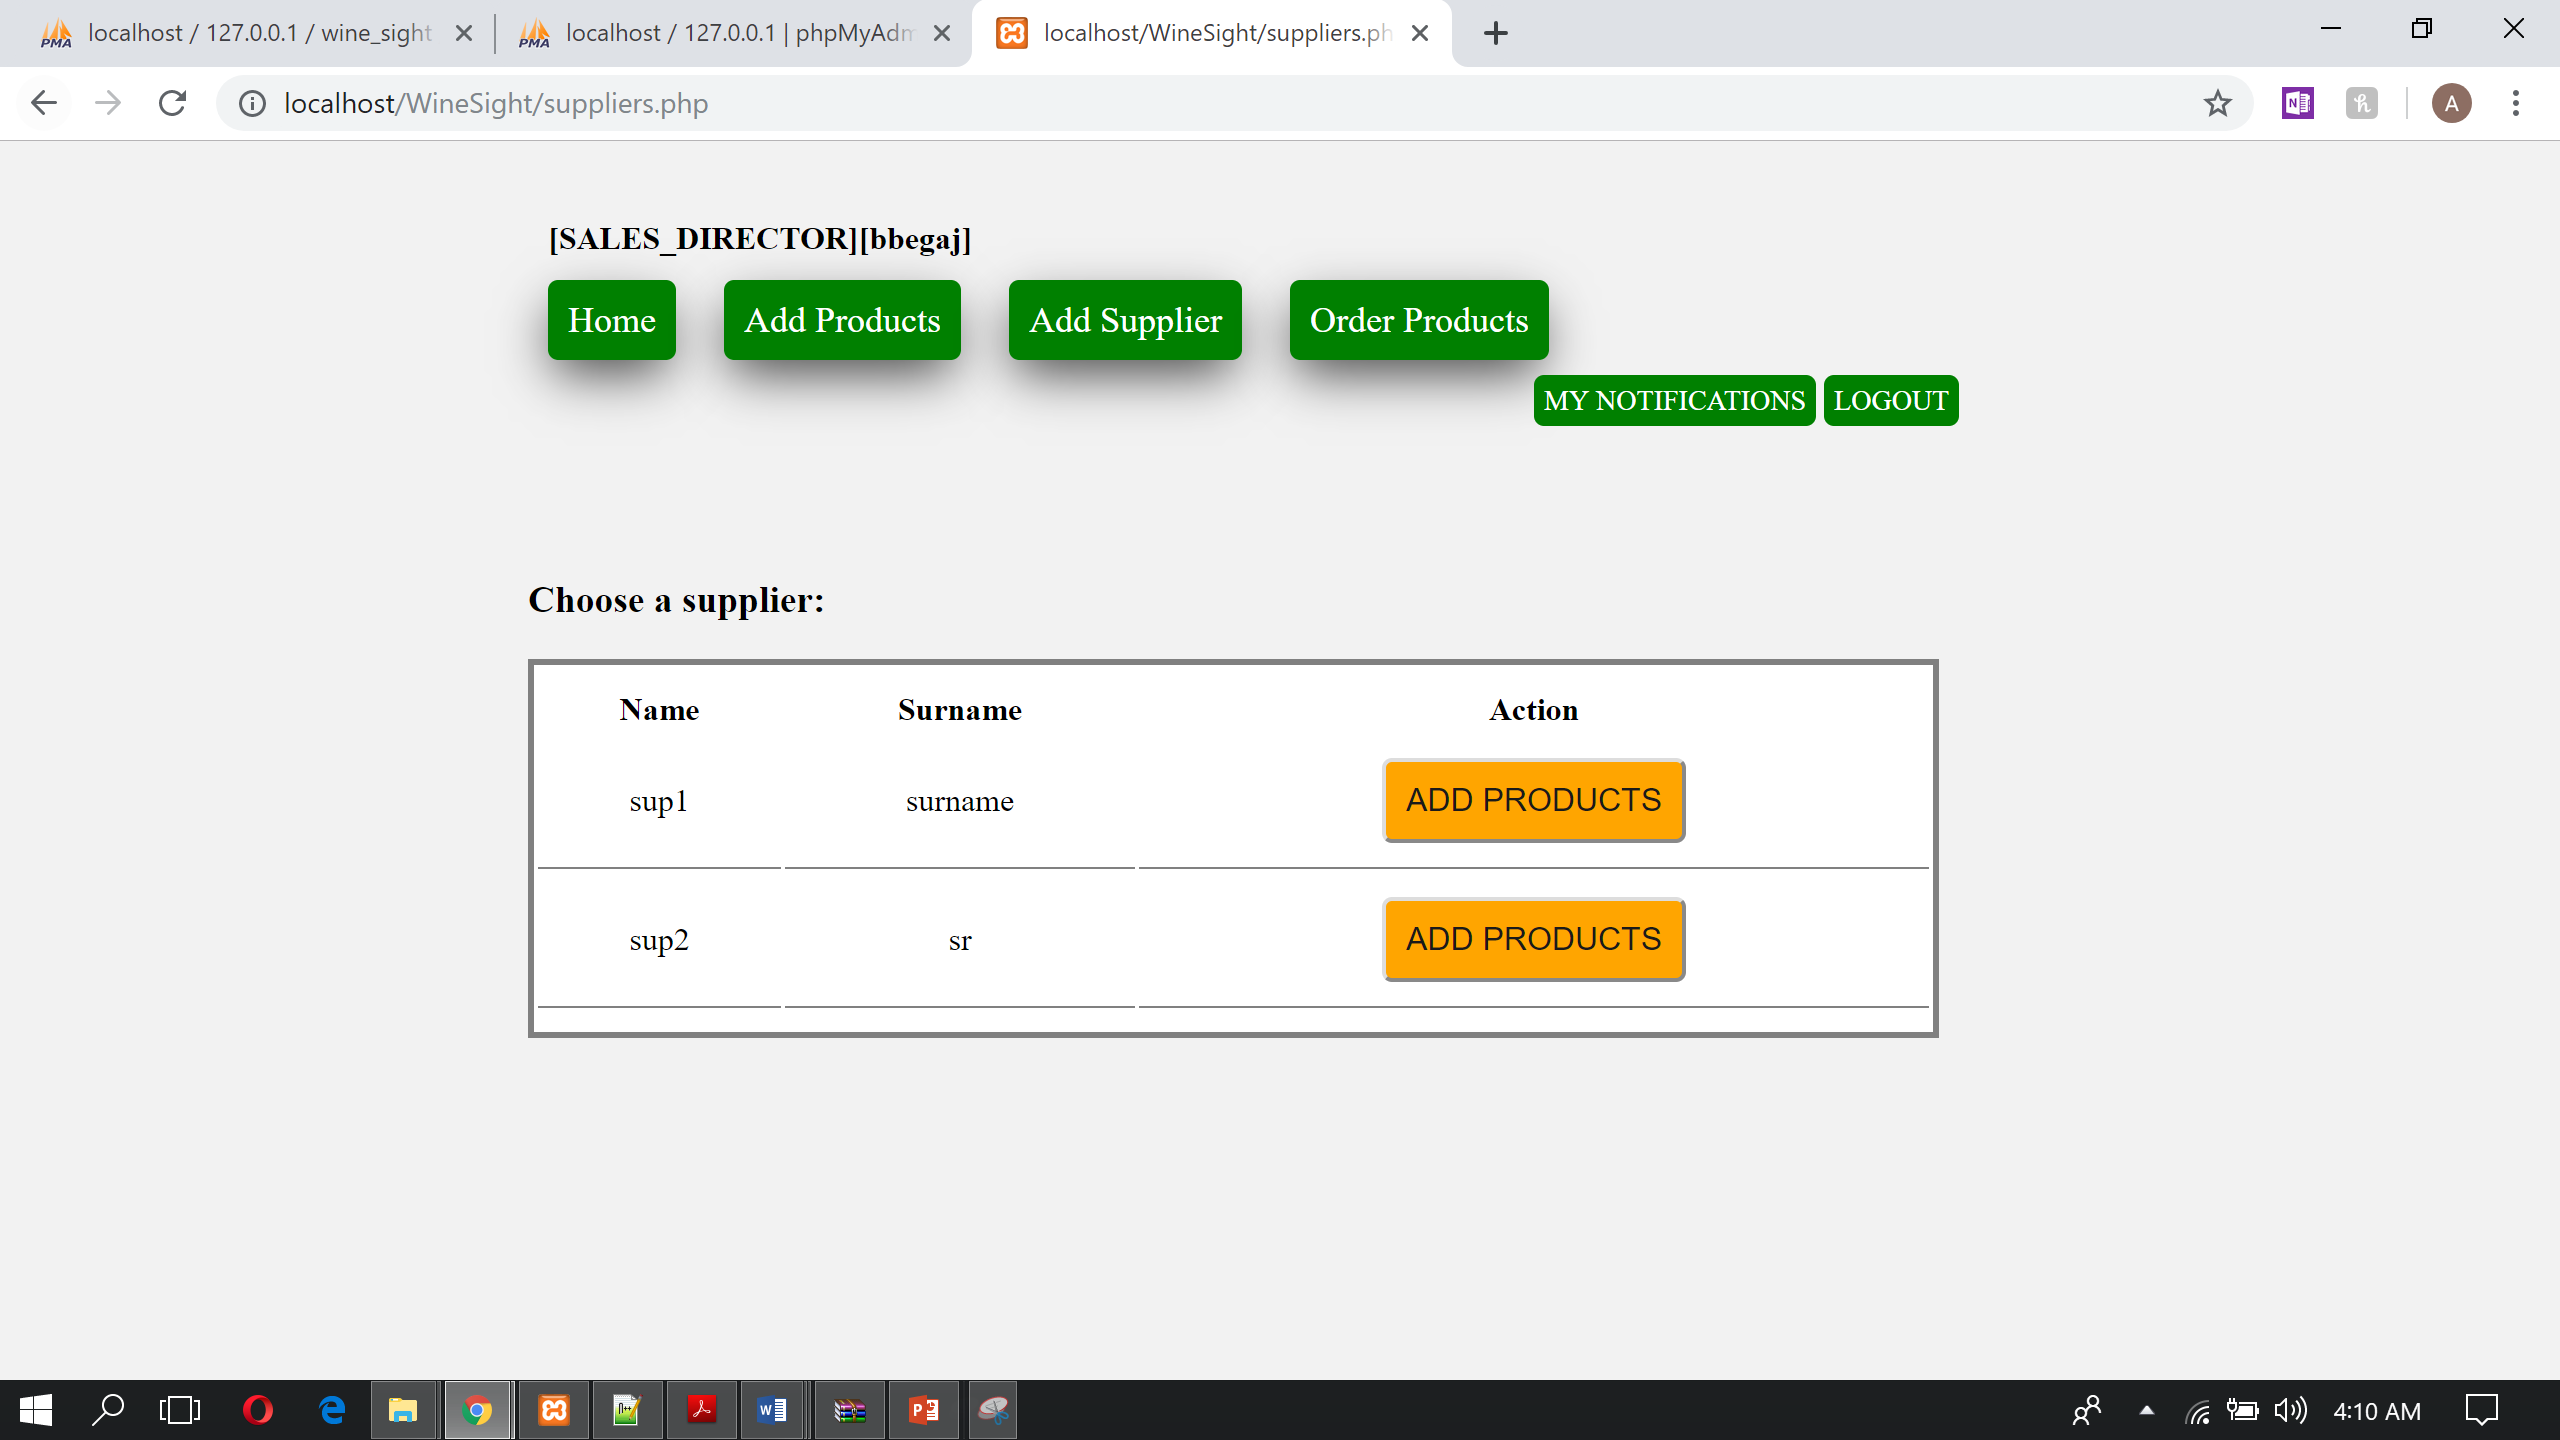 localhost / 127.0.0.1 / wine_sight
localhost / 127.0.0.1 | phpMyAdm
localhost/WineSight/suppliers.ph
localhost/WineSight/suppliers.php
A
[SALES_DIRECTOR][bbegaj]
Home Add Products Add Supplier Order Products
MY NOTIFICATIONS LOGOUT
Choose a supplier:
Name Surname Action
sup1 surname ADD PRODUCTS
sup2 sr ADD PRODUCTS
4:10 AM